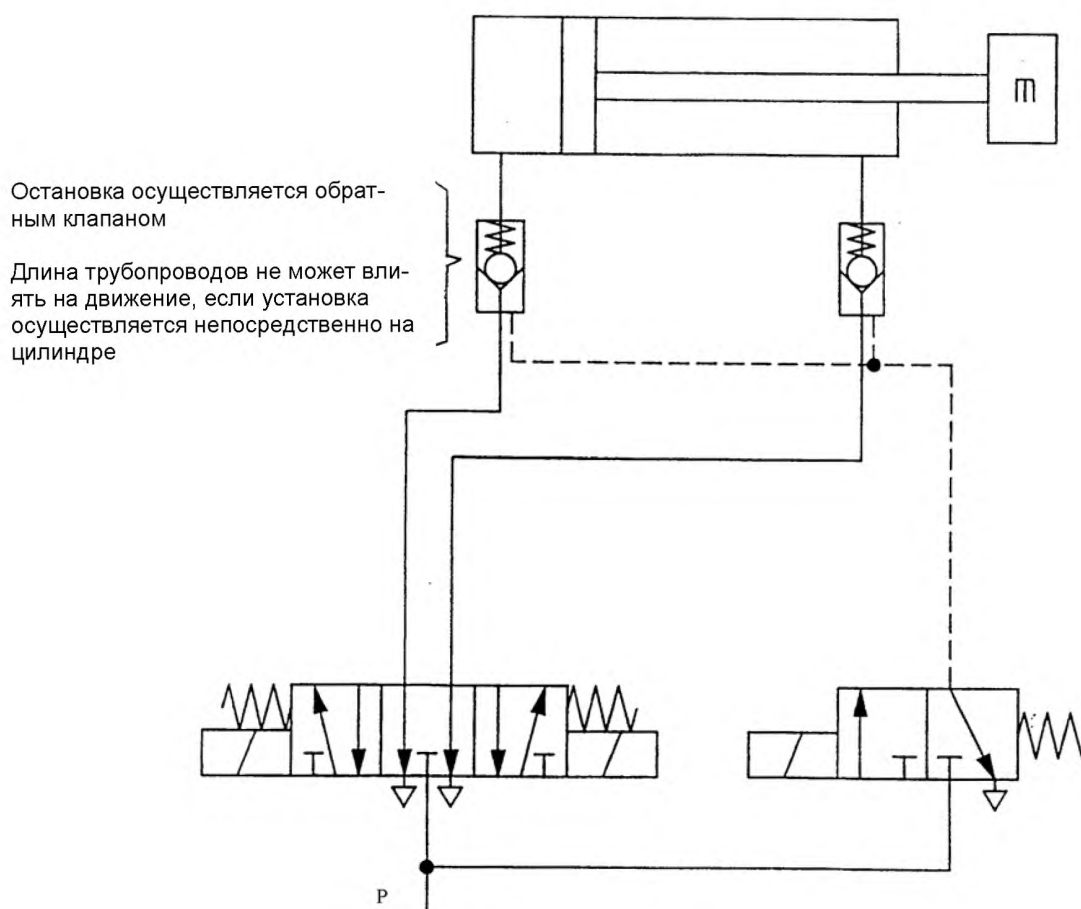 m
Остановка осуществляется обрат-
ным клапаном
Длина трубопроводов не может вли-
ять на движение, если установка
осуществляется непосредственно на
цилиндре
P